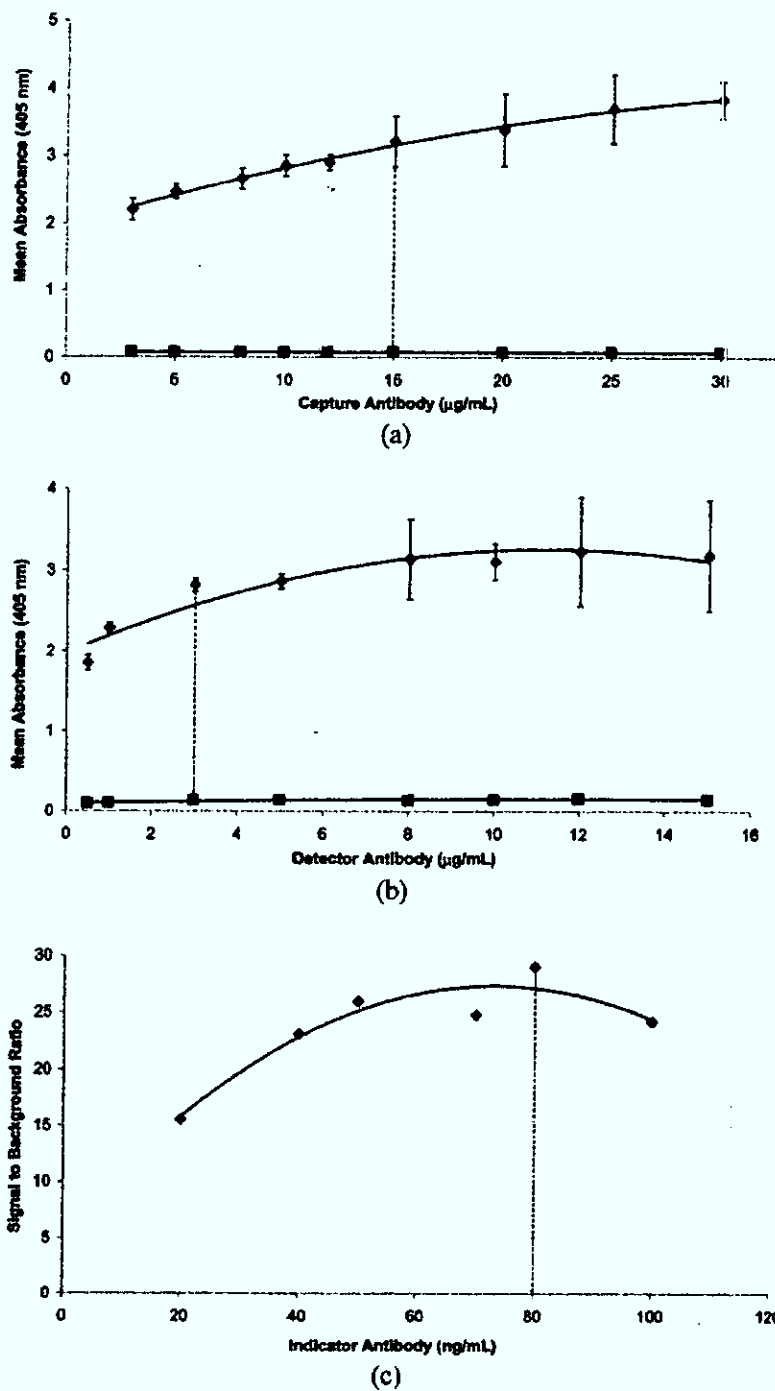 5
4
3
2
1
0
Mean Absorbance (405 nm)
0 5 10 15 20 25 30
Capture Antibody (μg/mL)
(a)
4
3
2
1
0
Mean Absorbance (405 nm)
0 2 4 6 8 10 12 14 16
Detector Antibody (μg/mL)
(b)
30
25
20
15
10
5
0
Signal to Background Ratio
0 20 40 60 80 100 120
Indicator Antibody (ng/mL)
(c)